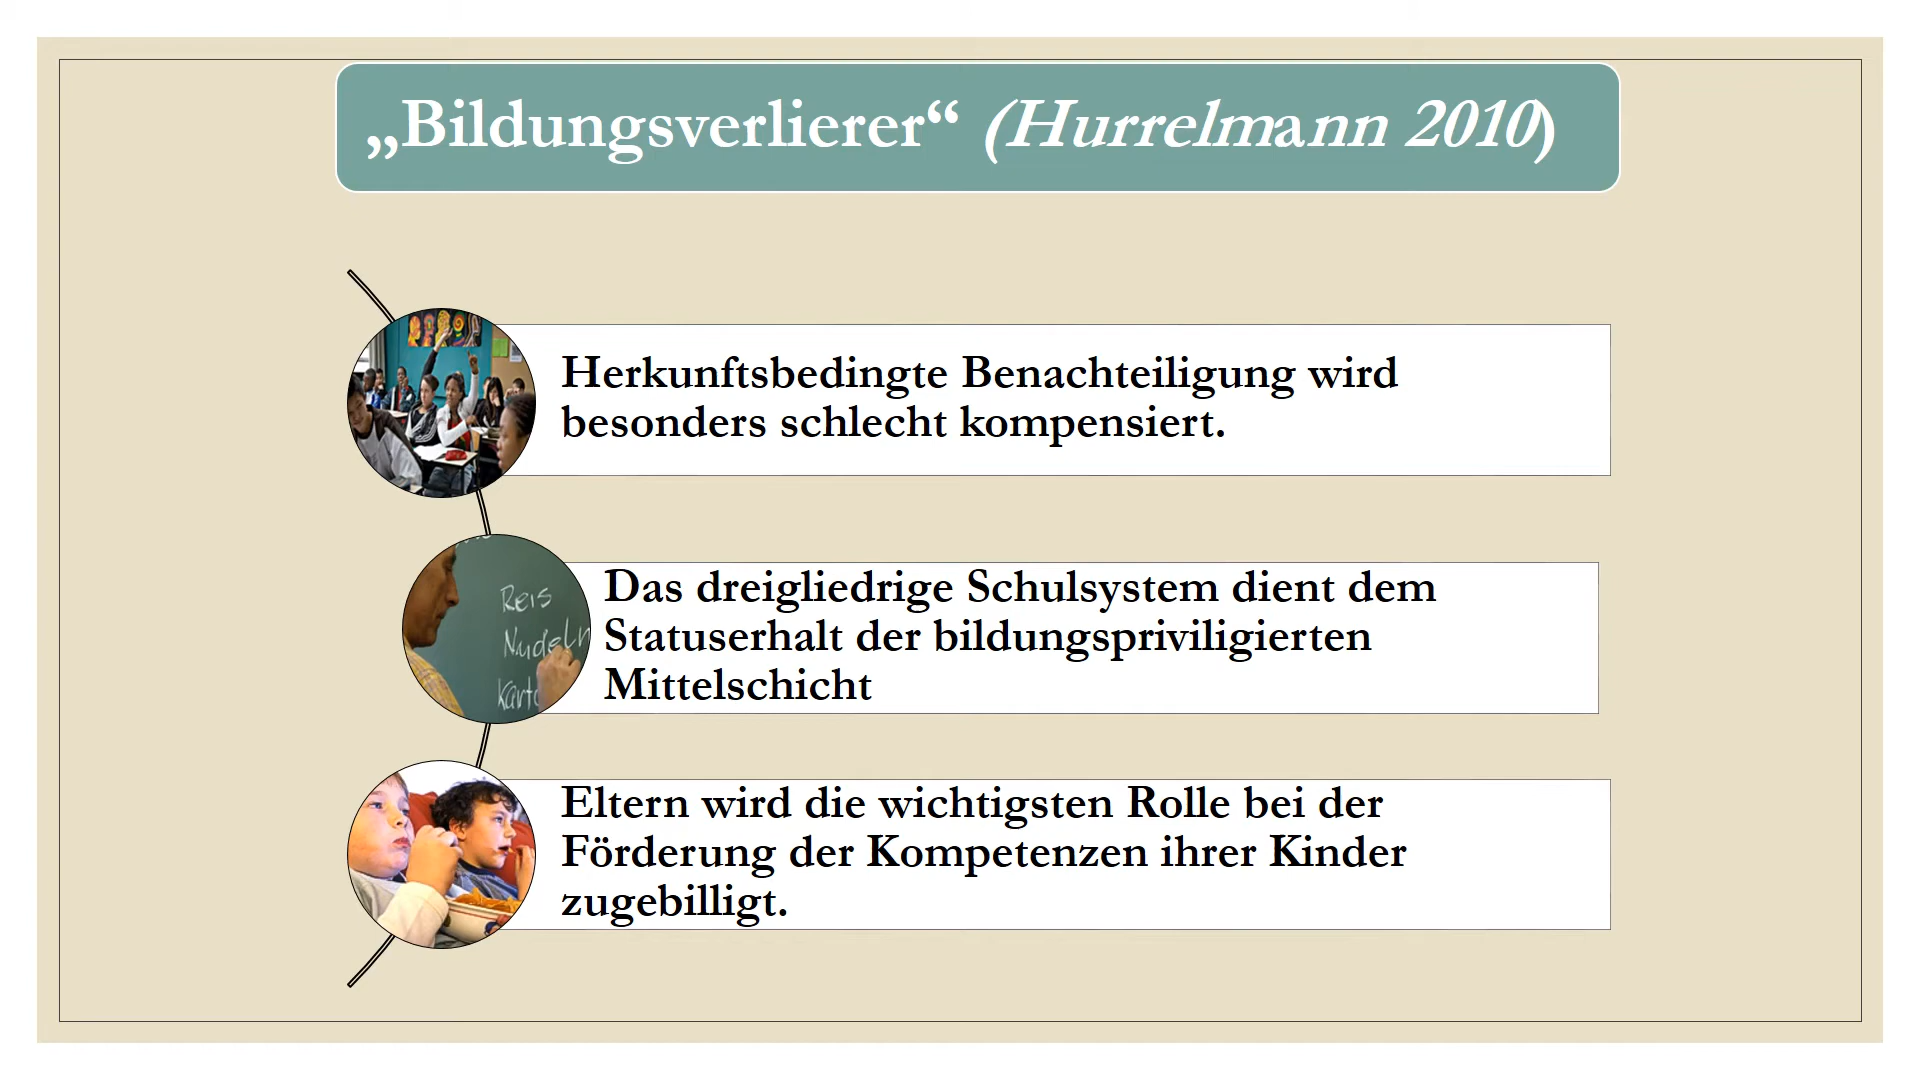 „Bildungsverlierer“ (Hurrelmann 2010)
Herkunftsbedingte Benachteiligung wird
besonders schlecht kompensiert.
Reis
Nudeln
Das dreigliedrige Schulsystem dient dem
Statuserhalt der bildungspriviligierten
Mittelschicht
Eltern wird die wichtigsten Rolle bei der
Förderung der Kompetenzen ihrer Kinder
zugebilligt.